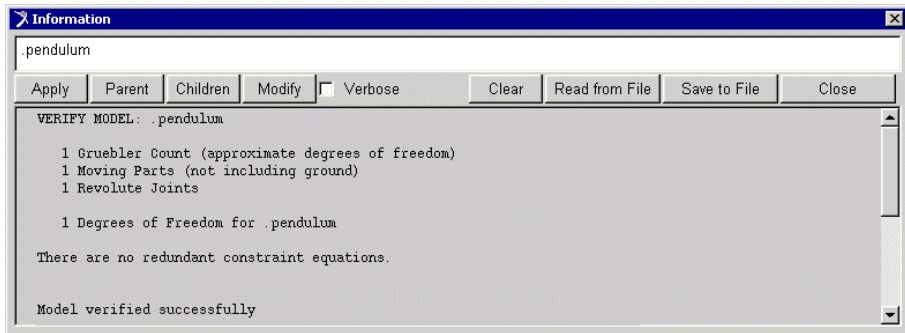 Information
.pendulum
Apply Parent Children Modify Verbose Clear Read from File Save to File Close
VERIFY MODEL: .pendulum
1 Gruebler Count (approximate degrees of freedom)
1 Moving Parts (not including ground)
1 Revolute Joints
1 Degrees of Freedom for .pendulum
There are no redundant constraint equations.
Model verified successfully